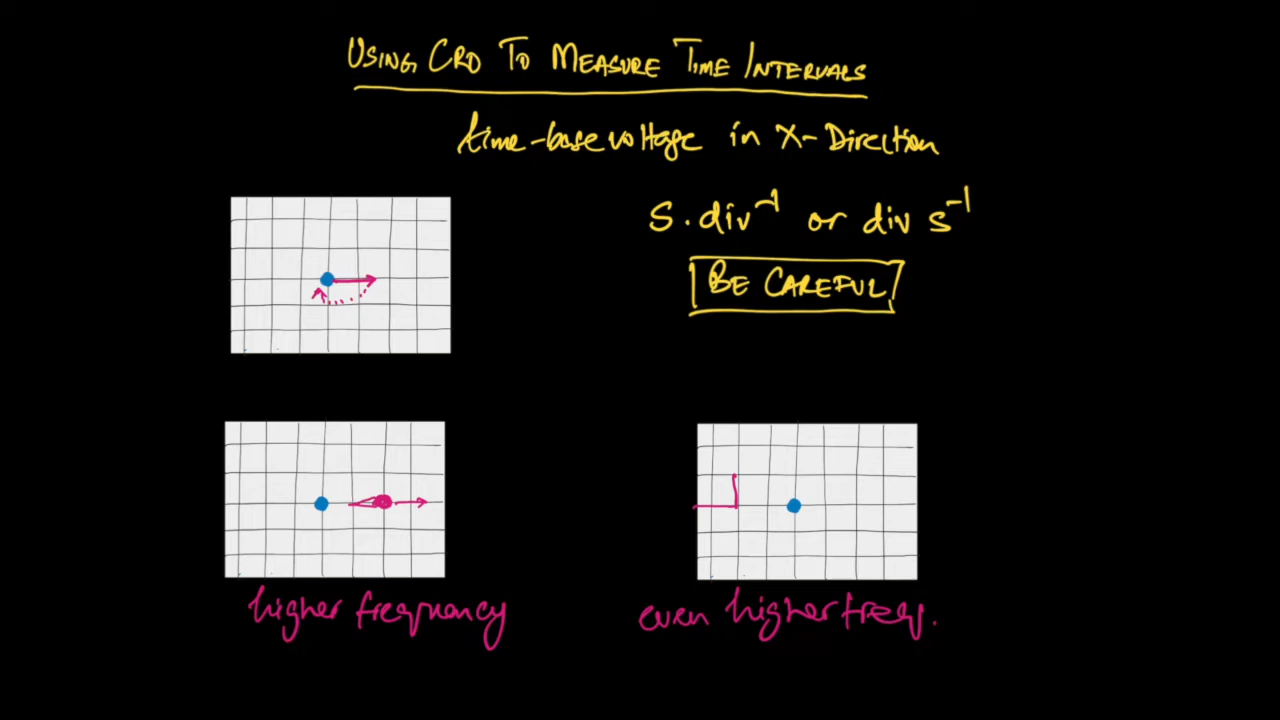 USING CRO TO MEASURE TIME INTERVALS
time-base voltage in X-Direction
S.div⁻¹ or div s⁻¹
BE CAREFUL
higher frequency
even higher freq.